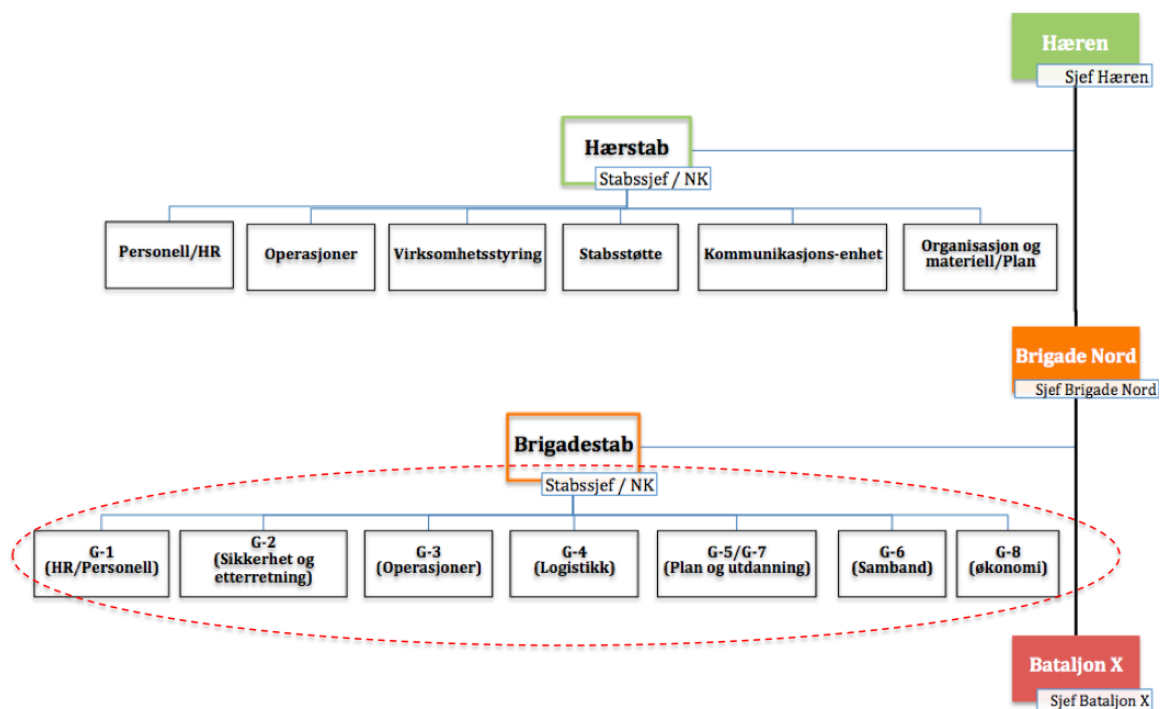 Hæren
Sjef Hæren
Hærstab
Stabssjef / NK
Personell/HR
Operasjoner
Virksomhetsstyring
Stabsstøtte
Kommunikasjons-enhet
Organisasjon og
materiell/Plan
Brigade Nord
Sjef Brigade Nord
Brigadestab
Stabssjef / NK
G-1
(HR/Personell)
G-2
(Sikkerhet og
etterretning)
G-3
(Operasjoner)
G-4
(Logistikk)
G-5/G-7
(Plan og utdanning)
G-6
(Samband)
G-8
(økonomi)
Bataljon X
Sjef Bataljon X